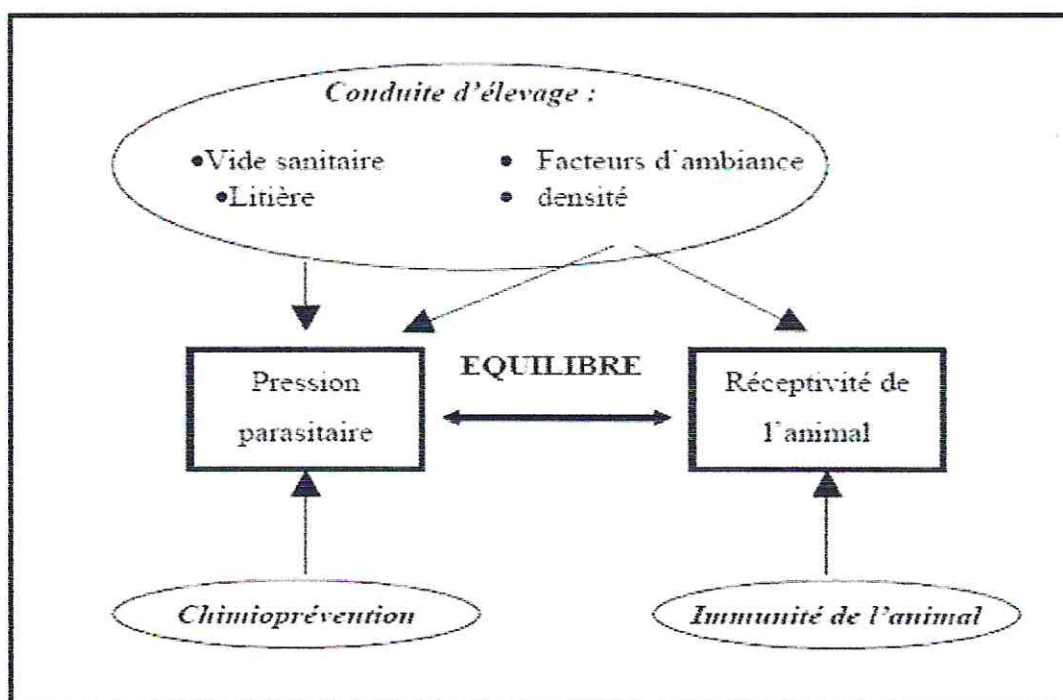 Conduite d'élevage :
•Vide sanitaire
• Facteurs d'ambiance
•Litière
• densité
EQUILIBRE
Pression
parasitaire
Réceptivité de
l'animal
Chimioprévention
Immunité de l'animal